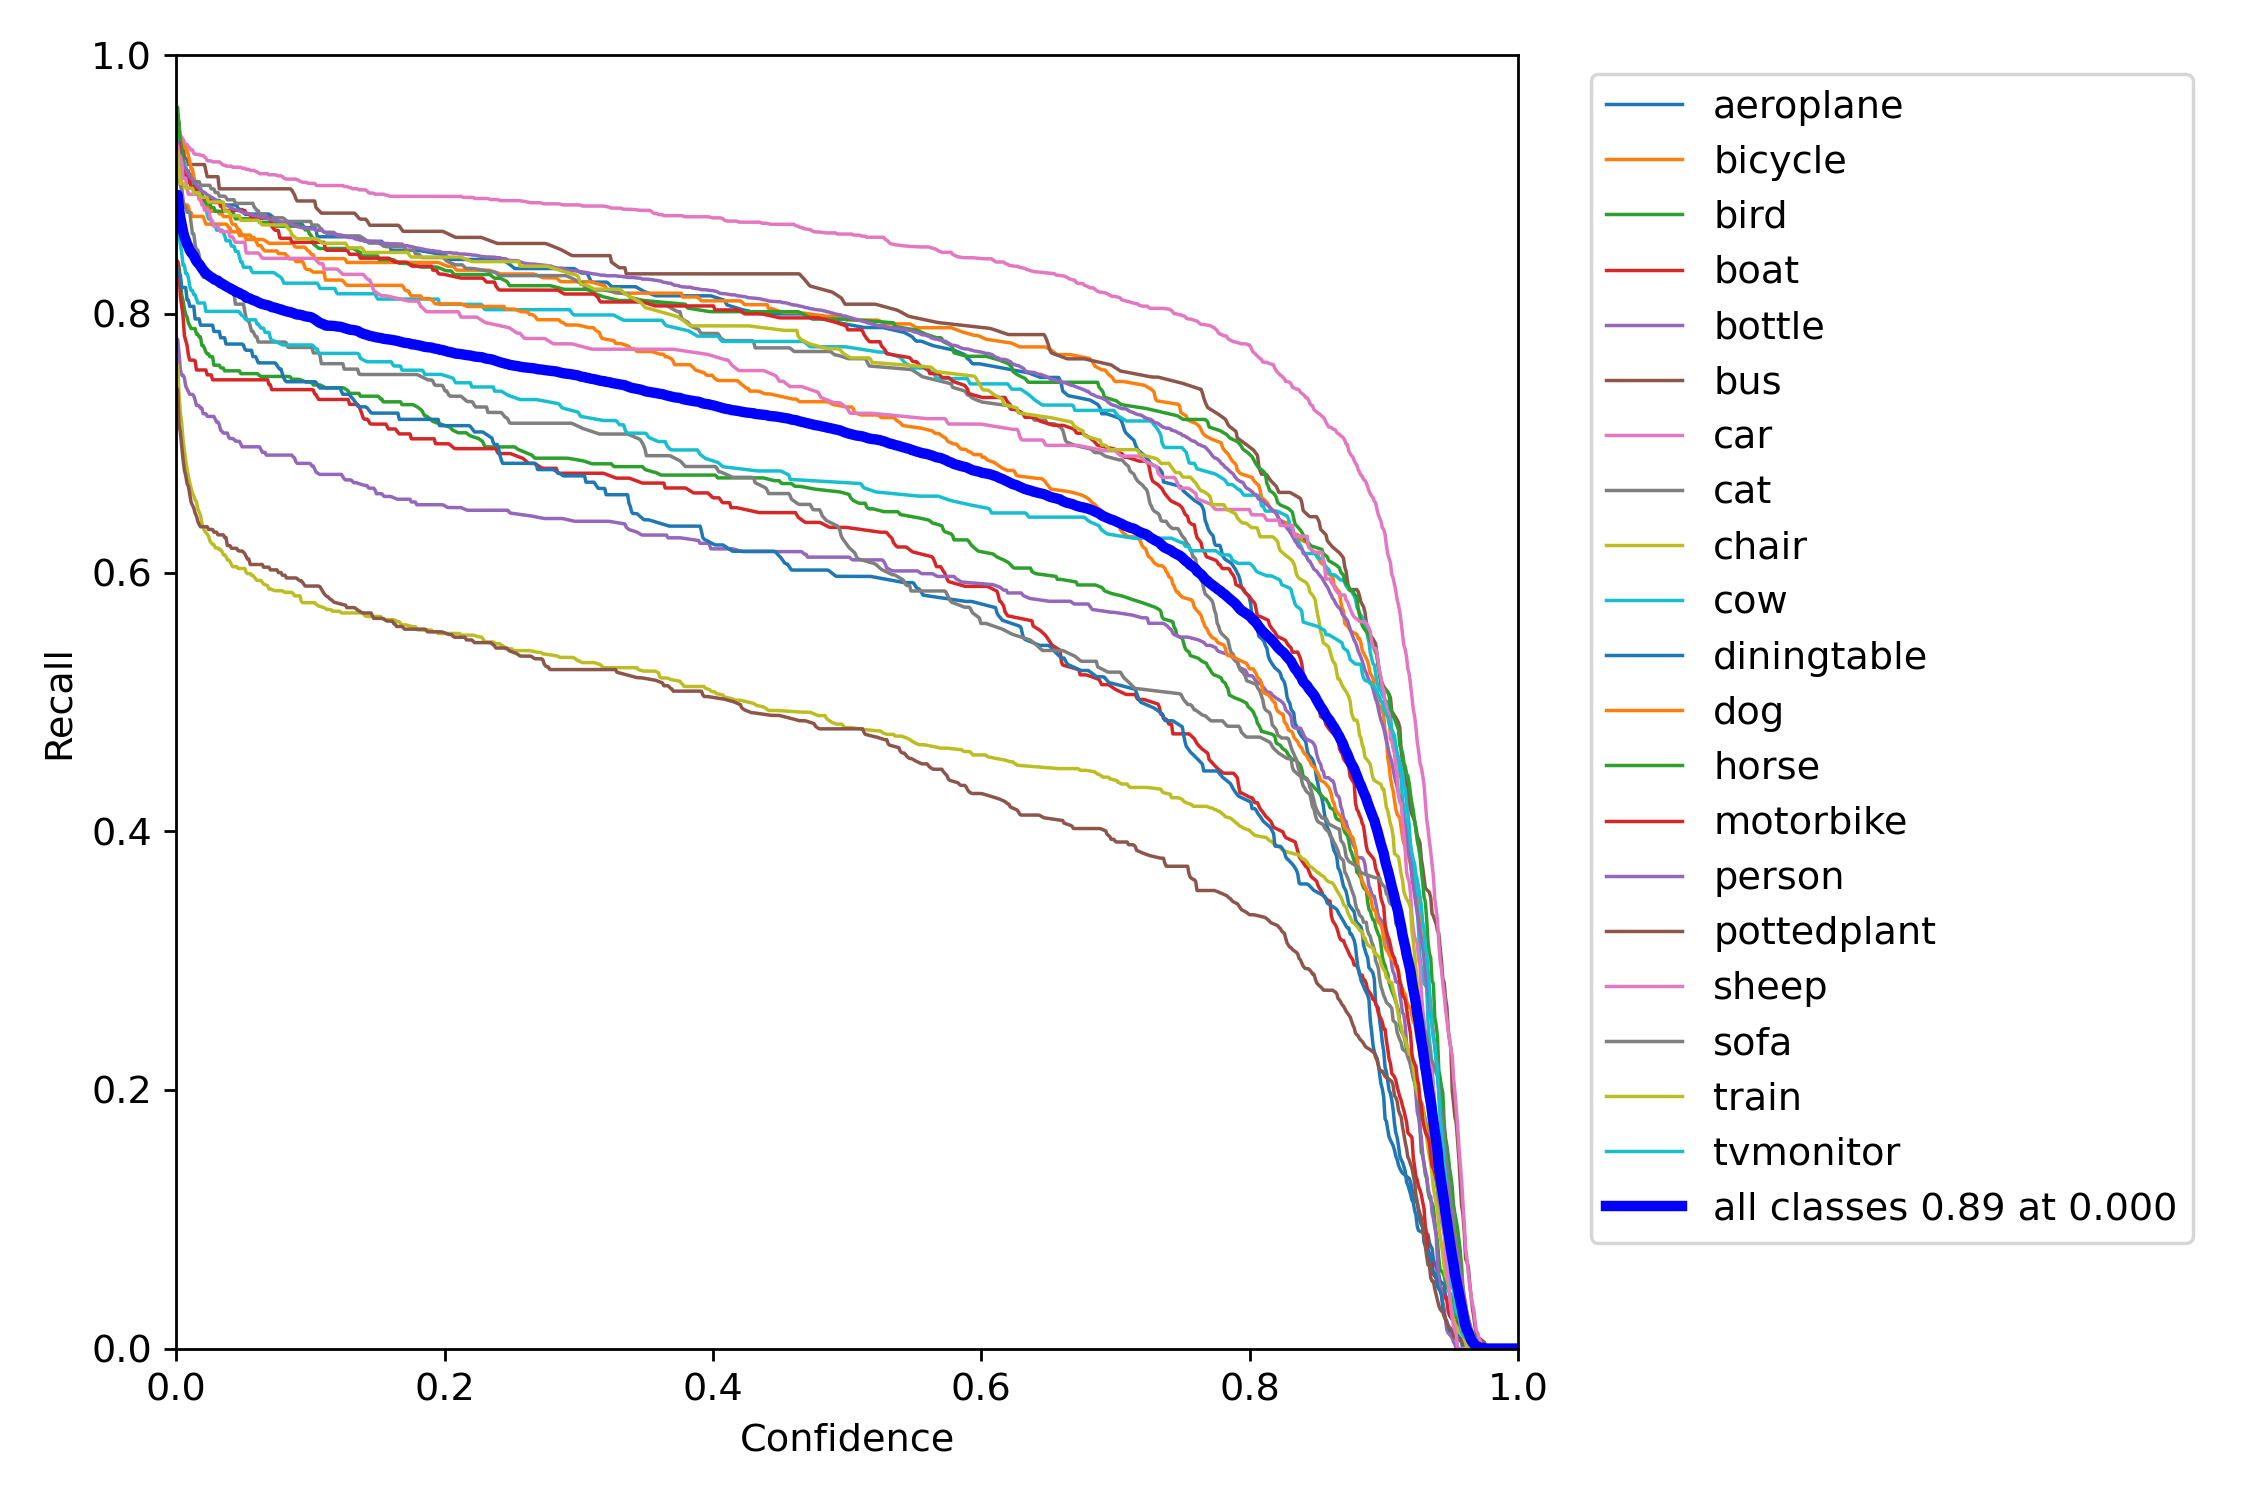 1.0
0.8
0.6
0.4
0.2
0.0
0.0 0.2 0.4 0.6 0.8 1.0
Confidence
Recall
aeroplane
bicycle
bird
boat
bottle
bus
car
cat
chair
cow
diningtable
dog
horse
motorbike
person
pottedplant
sheep
sofa
train
tvmonitor
all classes 0.89 at 0.000